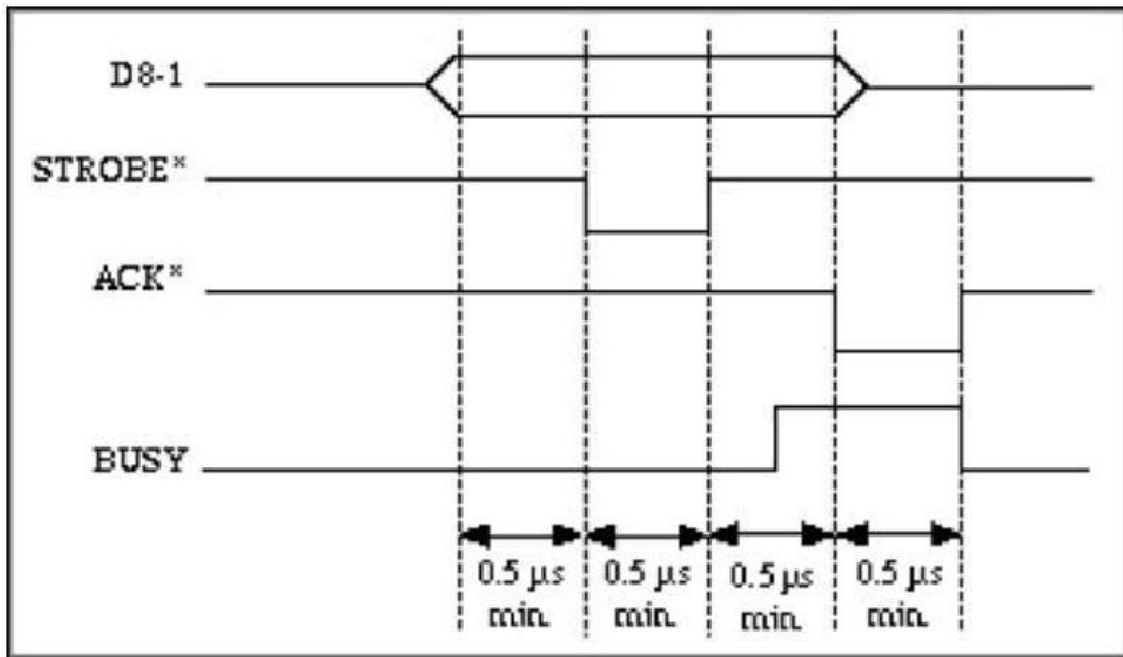 D8-1
STROBE*
ACK*
BUSY
0.5 µs 0.5 µs 0.5 µs 0.5 µs
min. min. min. min.